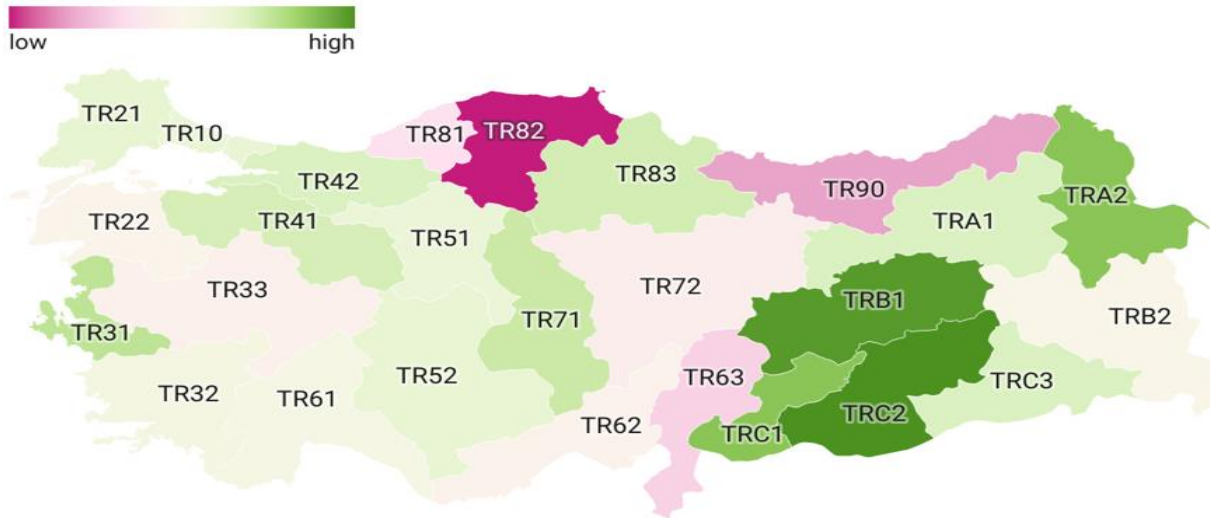 low high
TR21
TR10
TR81
TR82
TR42
TR83
TR90
TRA2
TR22
TR41
TR51
TRA1
TR33
TR72
TRB1
TRB2
TR31
TR71
TR32
TR61
TR52
TR63
TRC3
TR62
TRC1
TRC2